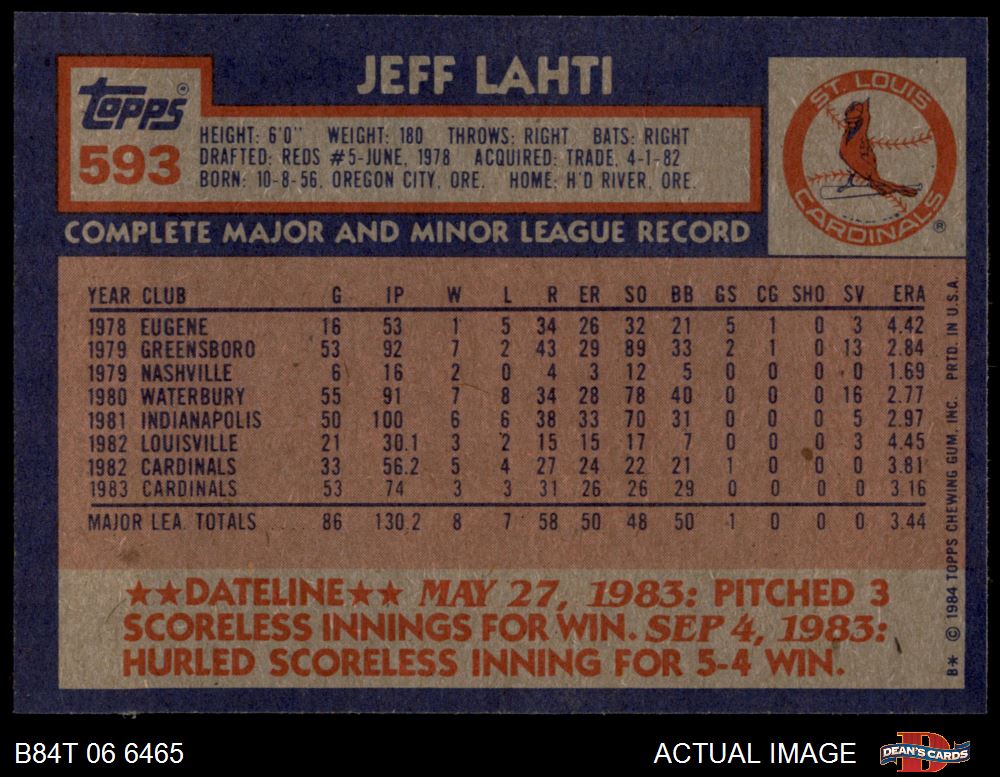 JEFF LAHTI
Topps®
593
HEIGHT: 6'0" WEIGHT: 180 THROWS: RIGHT BATS: RIGHT
DRAFTED: REDS #5-JUNE, 1978 ACQUIRED: TRADE, 4-1-82
BORN: 10-8-56, OREGON CITY, ORE. HOME: H'D RIVER, ORE.
ST. LOUIS
CARDINALS®
COMPLETE MAJOR AND MINOR LEAGUE RECORD
YEAR CLUB G IP W L R ER SO BB GS CG SHO SV ERA
1978 EUGENE 16 53 1 5 34 26 32 21 5 1 0 3 4.42
1979 GREENSBORO 53 92 7 2 43 29 89 33 2 1 0 13 2.84
1979 NASHVILLE 6 16 2 0 4 3 12 5 0 0 0 0 1.69
1980 WATERBURY 55 91 7 8 34 28 78 40 0 0 0 16 2.77
1981 INDIANAPOLIS 50 100 6 6 38 33 70 31 0 0 0 5 2.97
1982 LOUISVILLE 21 30.1 3 2 15 15 17 7 0 0 0 3 4.45
1982 CARDINALS 33 56.2 5 4 27 24 22 21 1 0 0 0 3.81
1983 CARDINALS 53 74 3 3 31 26 26 29 0 0 0 0 3.16
MAJOR LEA. TOTALS 86 130.2 8 7 58 50 48 50 1 0 0 0 3.44
★★DATELINE★★ MAY 27, 1983: PITCHED 3
SCORELESS INNINGS FOR WIN. SEP 4, 1983:
HURLED SCORELESS INNING FOR 5-4 WIN.
B* © 1984 TOPPS CHEWING GUM, INC. PRTD. IN U.S.A.
B84T 06 6465
ACTUAL IMAGE
DEAN'S CARDS